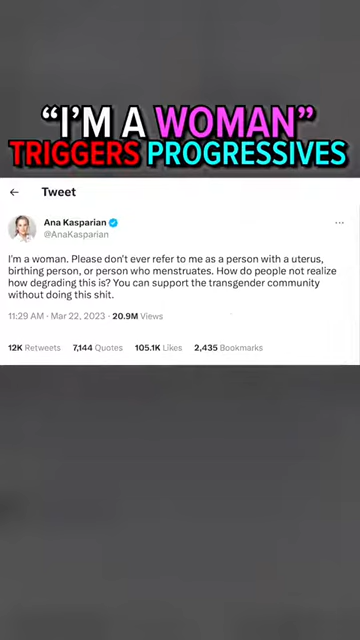 “I’M A WOMAN”
TRIGGERS PROGRESSIVES
← Tweet
Ana Kasparian
@AnaKasparian
I'm a woman. Please don't ever refer to me as a person with a uterus,
birthing person, or person who menstruates. How do people not realize
how degrading this is? You can support the transgender community
without doing this shit.
11:29 AM · Mar 22, 2023 · 20.9M Views
12K Retweets 7,144 Quotes 105.1K Likes 2,435 Bookmarks